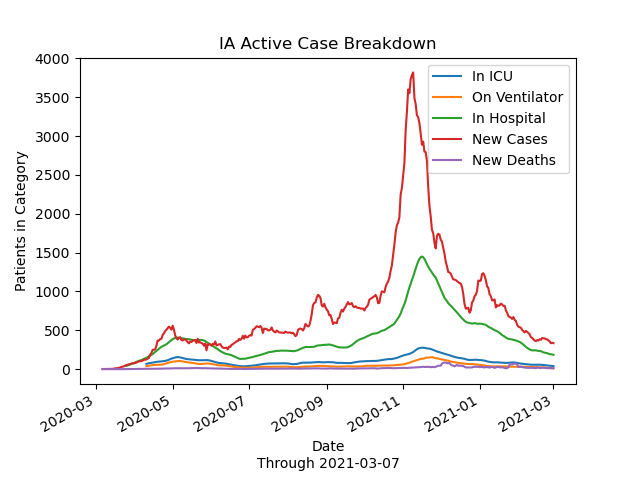 IA Active Case Breakdown
4000
3500
3000
2500
2000
1500
1000
500
0
Patients in Category
In ICU
On Ventilator
In Hospital
New Cases
New Deaths
2020-03
2020-05
2020-07
2020-09
2020-11
2021-01
2021-03
Date
Through 2021-03-07